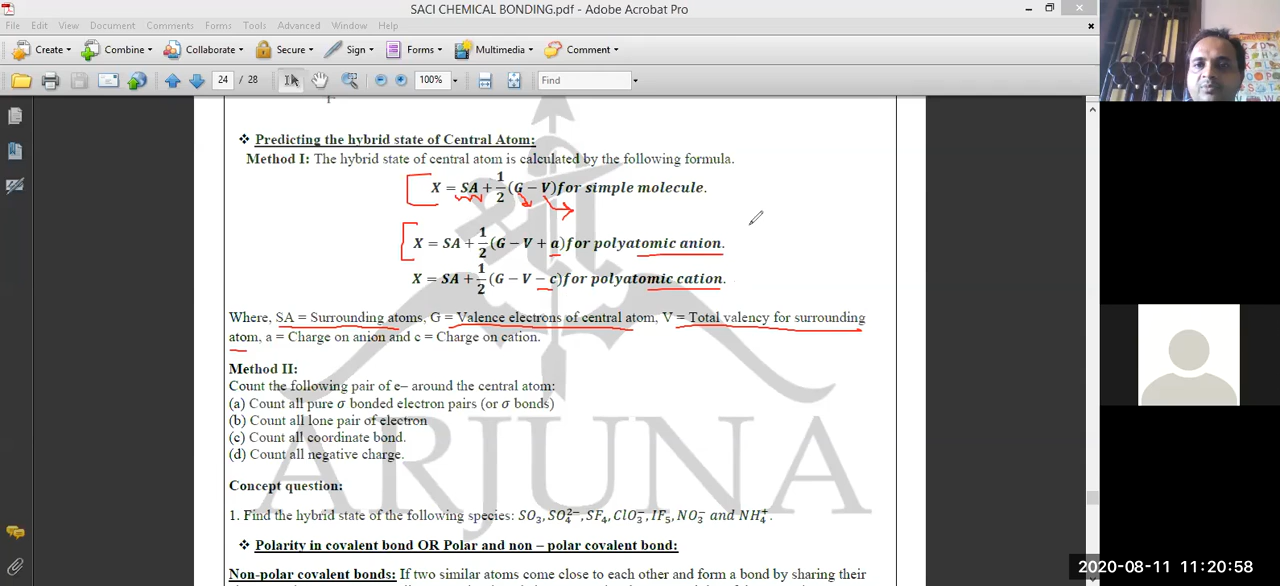 SACI CHEMICAL BONDING.pdf - Adobe Acrobat Pro
File Edit View Document Comments Forms Tools Advanced Window Help
Create Combine Collaborate Secure Sign Forms Multimedia Comment
24 / 28 100% Find
❖ Predicting the hybrid state of Central Atom:
Method I: The hybrid state of central atom is calculated by the following formula.
X = SA + 1/2 (G − V) for simple molecule.
X = SA + 1/2 (G − V + a) for polyatomic anion.
X = SA + 1/2 (G − V − c) for polyatomic cation.
Where, SA = Surrounding atoms, G = Valence electrons of central atom, V = Total valency for surrounding
atom, a = Charge on anion and c = Charge on cation.
Method II:
Count the following pair of e– around the central atom:
(a) Count all pure σ bonded electron pairs (or σ bonds)
(b) Count all lone pair of electron
(c) Count all coordinate bond.
(d) Count all negative charge.
ARJUNA
Concept question:
1. Find the hybrid state of the following species: SO₃, SO₄²⁻, SF₄, ClO₃⁻, IF₅, NO₃⁻ and NH₄⁺.
❖ Polarity in covalent bond OR Polar and non – polar covalent bond:
Non-polar covalent bonds: If two similar atoms come close to each other and form a bond by sharing their
2020-08-11 11:20:58